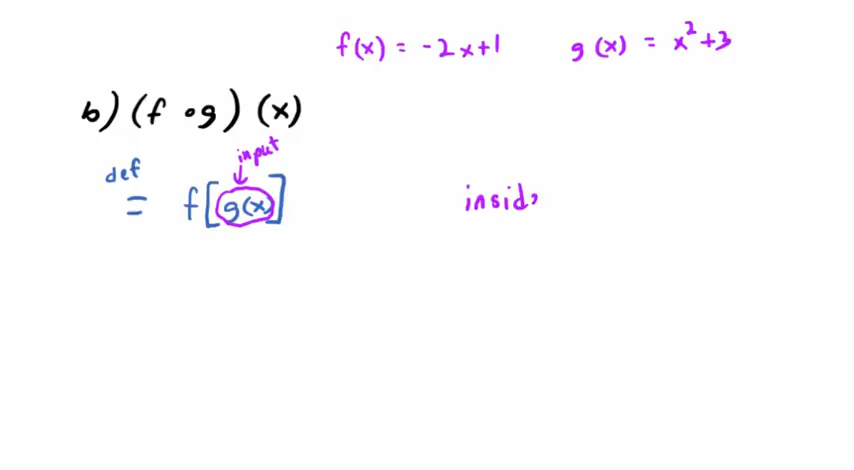 f(x) = -2x+1 g(x) = x²+3
b) (f ∘ g) (x)
input
def
= f[g(x)]
insid